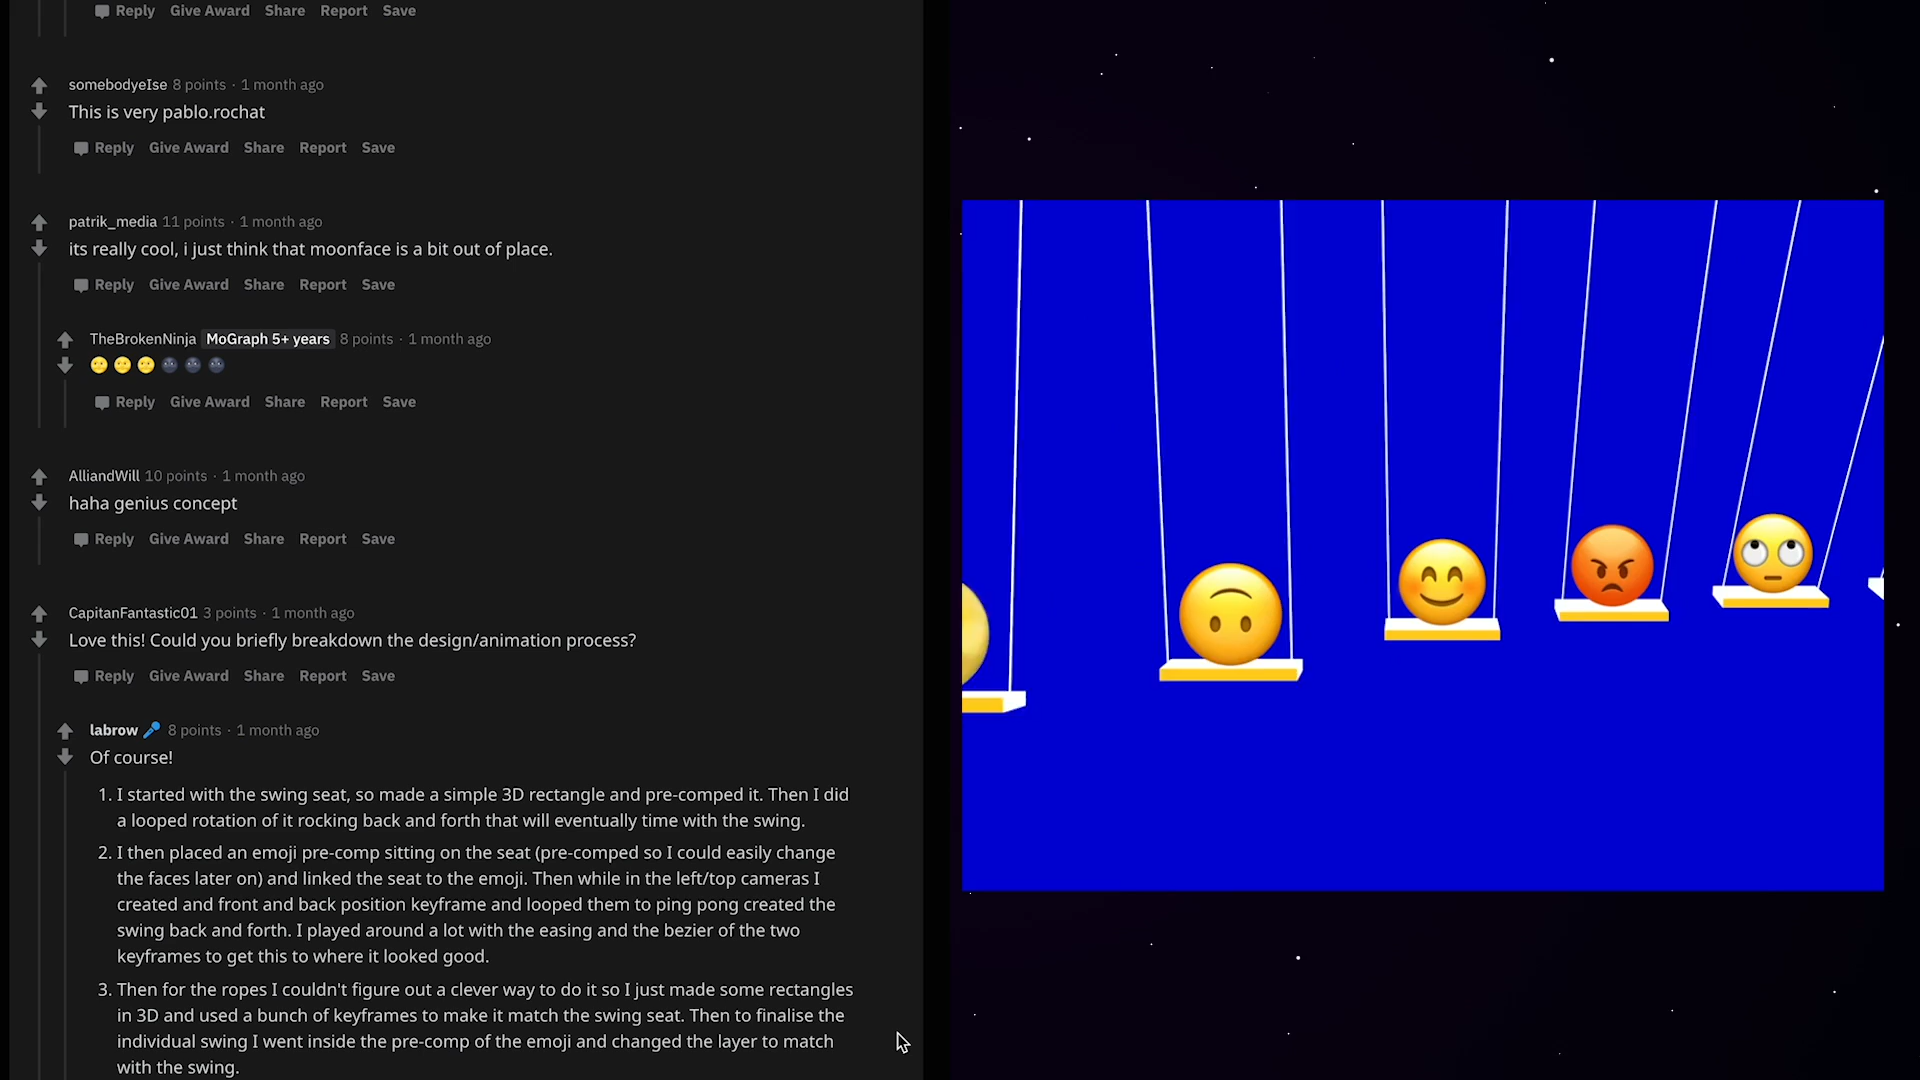 Reply Give Award Share Report Save
somebodyeIse 8 points · 1 month ago
This is very pablo.rochat
Reply Give Award Share Report Save
patrik_media 11 points · 1 month ago
its really cool, i just think that moonface is a bit out of place.
Reply Give Award Share Report Save
TheBrokenNinja MoGraph 5+ years 8 points · 1 month ago
Reply Give Award Share Report Save
AlliandWill 10 points · 1 month ago
haha genius concept
Reply Give Award Share Report Save
CapitanFantastic01 3 points · 1 month ago
Love this! Could you briefly breakdown the design/animation process?
Reply Give Award Share Report Save
labrow 8 points · 1 month ago
Of course!
1. I started with the swing seat, so made a simple 3D rectangle and pre-comped it. Then I did
a looped rotation of it rocking back and forth that will eventually time with the swing.
2. I then placed an emoji pre-comp sitting on the seat (pre-comped so I could easily change
the faces later on) and linked the seat to the emoji. Then while in the left/top cameras I
created and front and back position keyframe and looped them to ping pong created the
swing back and forth. I played around a lot with the easing and the bezier of the two
keyframes to get this to where it looked good.
3. Then for the ropes I couldn't figure out a clever way to do it so I just made some rectangles
in 3D and used a bunch of keyframes to make it match the swing seat. Then to finalise the
individual swing I went inside the pre-comp of the emoji and changed the layer to match
with the swing.